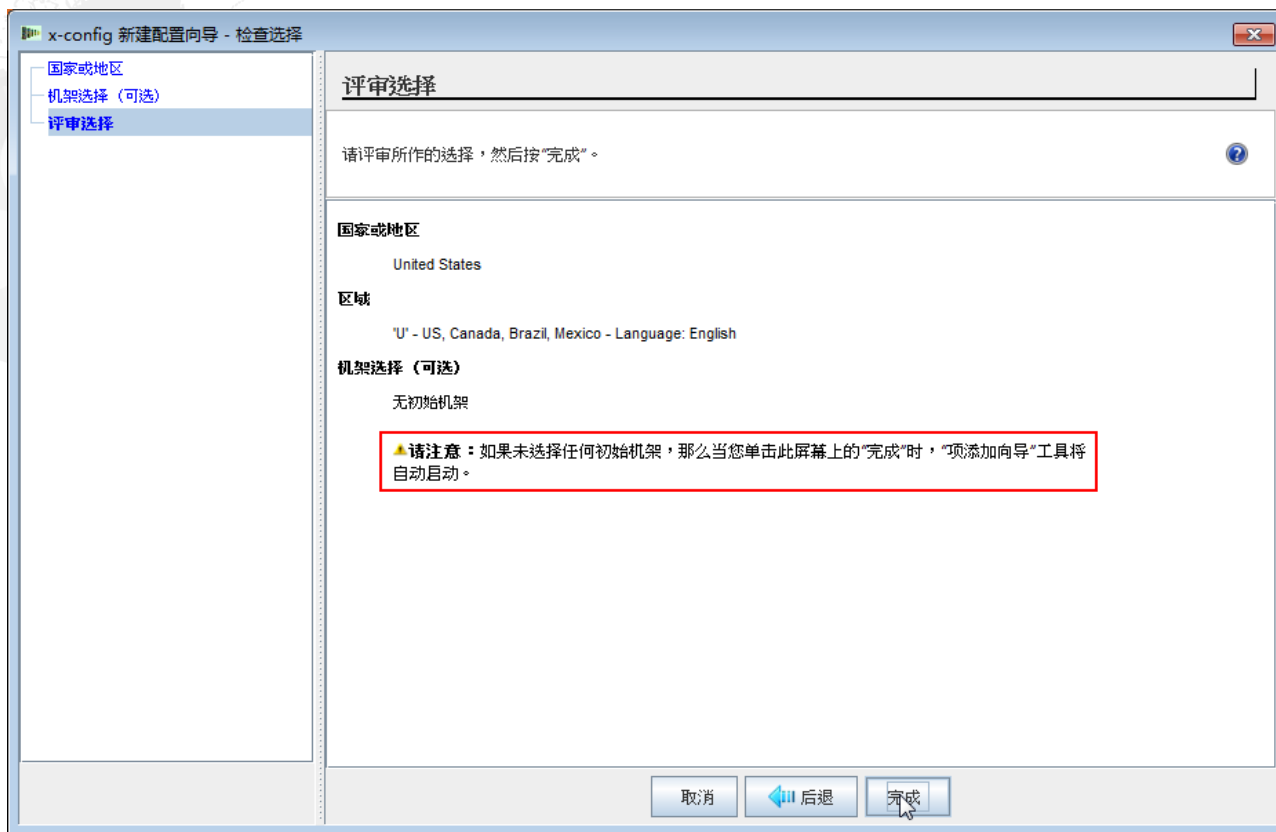 x-config 新建配置向导 - 检查选择
国家或地区
机架选择（可选）
评审选择
评审选择
请评审所作的选择，然后按“完成”。
国家或地区
United States
区域
'U' - US, Canada, Brazil, Mexico - Language: English
机架选择（可选）
无初始机架
请注意：如果未选择任何初始机架，那么当您单击此屏幕上的“完成”时，“项添加向导”工具将
自动启动。
取消
后退
完成